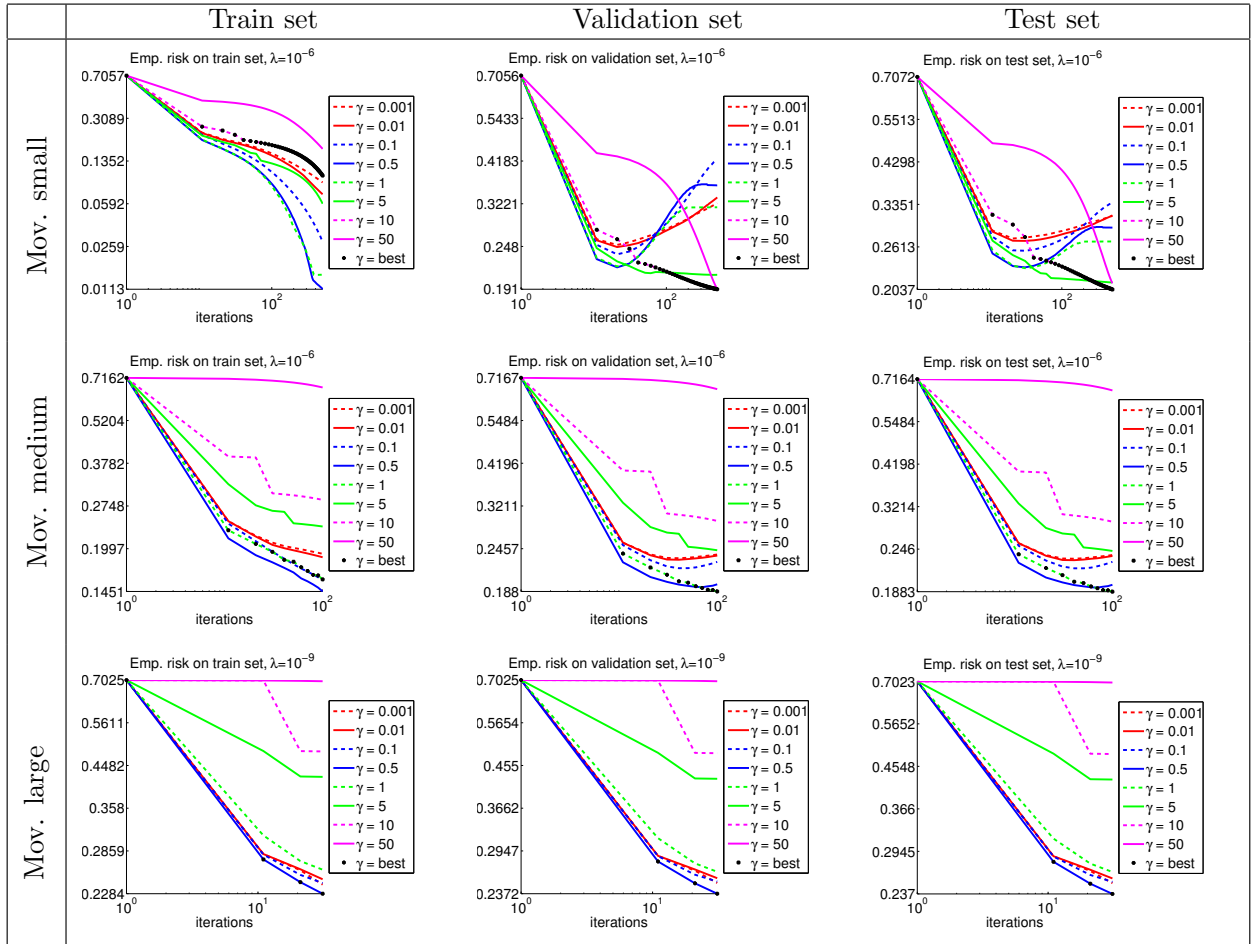 Train set
Validation set
Test set
Mov. small
Emp. risk on train set, λ=10⁻⁶
0.7057
0.3089
0.1352
0.0592
0.0259
0.0113
10⁰
10²
iterations
γ = 0.001
γ = 0.01
γ = 0.1
γ = 0.5
γ = 1
γ = 5
γ = 10
γ = 50
γ = best
Emp. risk on validation set, λ=10⁻⁶
0.7056
0.5433
0.4183
0.3221
0.248
0.191
10⁰
10²
iterations
γ = 0.001
γ = 0.01
γ = 0.1
γ = 0.5
γ = 1
γ = 5
γ = 10
γ = 50
γ = best
Emp. risk on test set, λ=10⁻⁶
0.7072
0.5513
0.4298
0.3351
0.2613
0.2037
10⁰
10²
iterations
γ = 0.001
γ = 0.01
γ = 0.1
γ = 0.5
γ = 1
γ = 5
γ = 10
γ = 50
γ = best
Mov. medium
Emp. risk on train set, λ=10⁻⁶
0.7162
0.5204
0.3782
0.2748
0.1997
0.1451
10⁰
10²
iterations
γ = 0.001
γ = 0.01
γ = 0.1
γ = 0.5
γ = 1
γ = 5
γ = 10
γ = 50
γ = best
Emp. risk on validation set, λ=10⁻⁶
0.7167
0.5484
0.4196
0.3211
0.2457
0.188
10⁰
10²
iterations
γ = 0.001
γ = 0.01
γ = 0.1
γ = 0.5
γ = 1
γ = 5
γ = 10
γ = 50
γ = best
Emp. risk on test set, λ=10⁻⁶
0.7164
0.5484
0.4198
0.3214
0.246
0.1883
10⁰
10²
iterations
γ = 0.001
γ = 0.01
γ = 0.1
γ = 0.5
γ = 1
γ = 5
γ = 10
γ = 50
γ = best
Mov. large
Emp. risk on train set, λ=10⁻⁹
0.7025
0.5611
0.4482
0.358
0.2859
0.2284
10⁰
10¹
iterations
γ = 0.001
γ = 0.01
γ = 0.1
γ = 0.5
γ = 1
γ = 5
γ = 10
γ = 50
γ = best
Emp. risk on validation set, λ=10⁻⁹
0.7025
0.5654
0.455
0.3662
0.2947
0.2372
10⁰
10¹
iterations
γ = 0.001
γ = 0.01
γ = 0.1
γ = 0.5
γ = 1
γ = 5
γ = 10
γ = 50
γ = best
Emp. risk on test set, λ=10⁻⁹
0.7023
0.5652
0.4548
0.366
0.2945
0.237
10⁰
10¹
iterations
γ = 0.001
γ = 0.01
γ = 0.1
γ = 0.5
γ = 1
γ = 5
γ = 10
γ = 50
γ = best